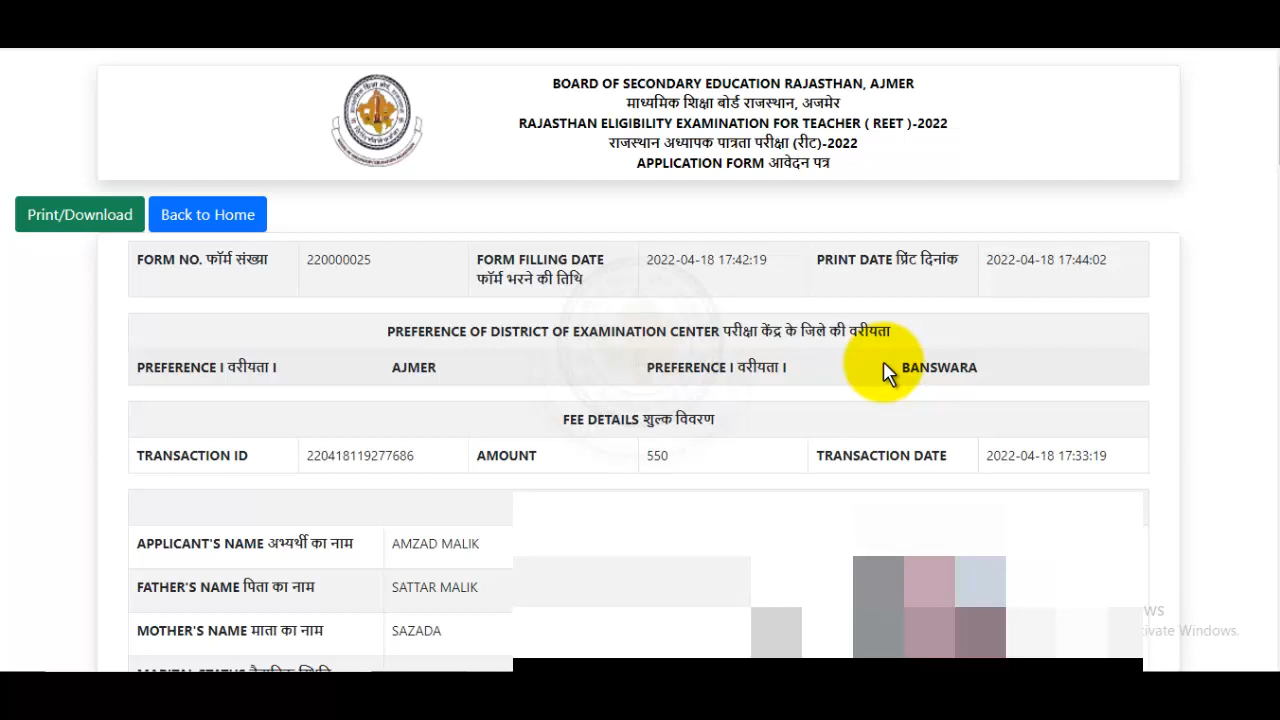 BOARD OF SECONDARY EDUCATION RAJASTHAN, AJMER
माध्यमिक शिक्षा बोर्ड राजस्थान, अजमेर
RAJASTHAN ELIGIBILITY EXAMINATION FOR TEACHER ( REET )-2022
राजस्थान अध्यापक पात्रता परीक्षा (रीट)-2022
APPLICATION FORM आवेदन पत्र
Print/Download Back to Home
FORM NO. फॉर्म संख्या 220000025 FORM FILLING DATE 2022-04-18 17:42:19 PRINT DATE प्रिंट दिनांक 2022-04-18 17:44:02
फॉर्म भरने की तिथि
PREFERENCE OF DISTRICT OF EXAMINATION CENTER परीक्षा केंद्र के जिले की वरीयता
PREFERENCE I वरीयता I AJMER PREFERENCE I वरीयता I BANSWARA
FEE DETAILS शुल्क विवरण
TRANSACTION ID 220418119277686 AMOUNT 550 TRANSACTION DATE 2022-04-18 17:33:19
APPLICANT'S NAME अभ्यर्थी का नाम AMZAD MALIK
FATHER'S NAME पिता का नाम SATTAR MALIK
MOTHER'S NAME माता का नाम SAZADA
Windows.